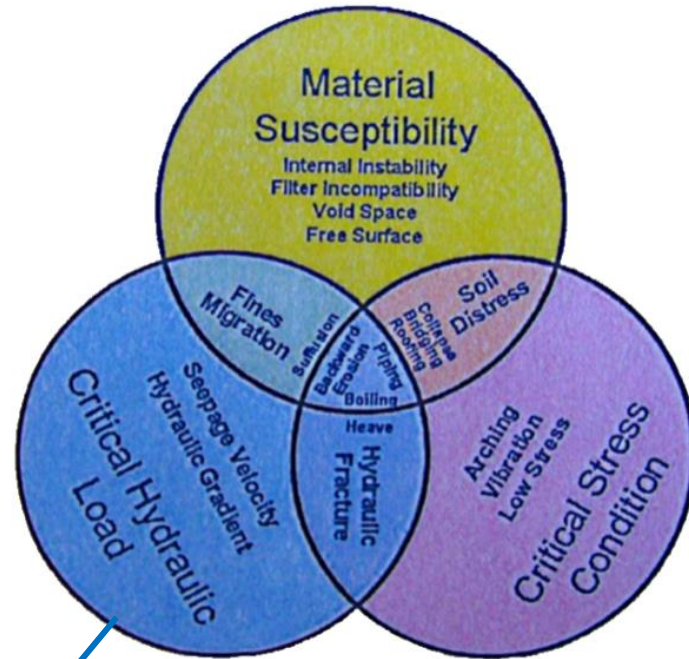 Material
Susceptibility
Internal Instability
Filter Incompatibility
Void Space
Free Surface
Fines
Migration
Suffusion
Soil
Distress
Collapse
Bridging
Roofing
Backward
Erosion
Piping
Boiling
Heave
Hydraulic
Fracture
Seepage Velocity
Hydraulic Gradient
Critical Hydraulic
Load
Arching
Vibration
Low Stress
Critical Stress
Condition